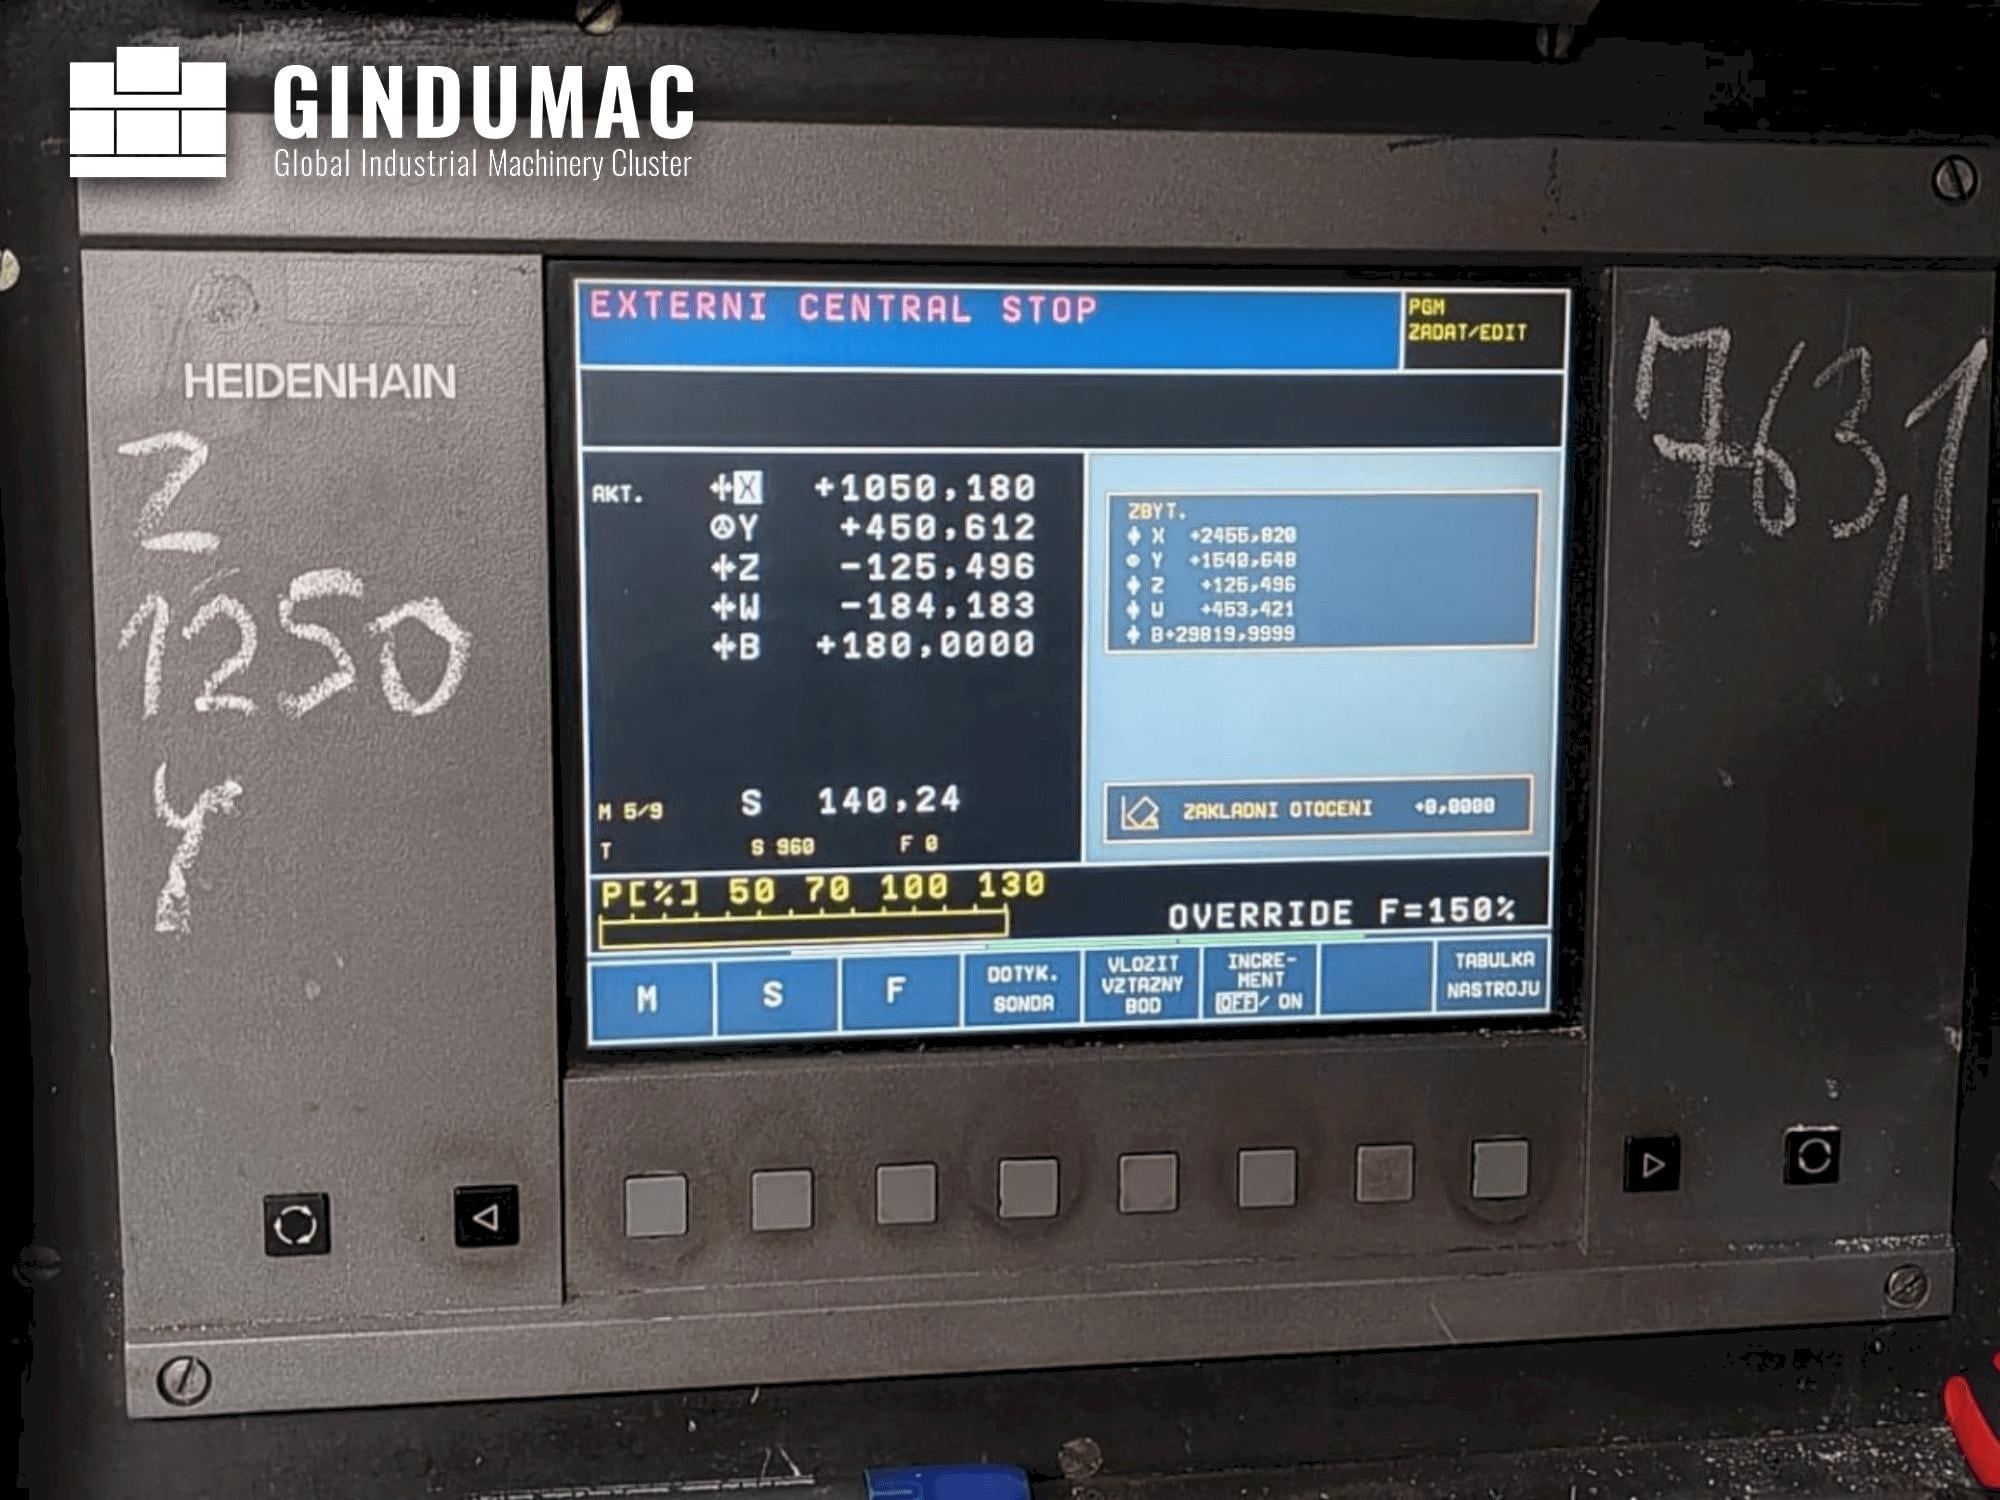 GINDUMAC
Global Industrial Machinery Cluster
HEIDENHAIN
Z
1250
Y
763,1
EXTERNI CENTRAL STOP
PGM
ZADAT/EDIT
AKT.
X +1050,180
Y +450,612
Z -125,496
W -184,183
B +180,0000
S 140,24
M 5/9
T S 960 F 0
ZBYT.
X +2455,820
Y +1540,648
Z +125,496
W +453,421
B+29819,9999
ZAKLADNI OTOCENI +0,0000
P[%] 50 70 100 130
OVERRIDE F=150%
M
S
F
DOTYK.
SONDA
VLOZIT
VZTAZNY
BOD
INCRE-
MENT
OFF/ ON
TABULKA
NASTROJU